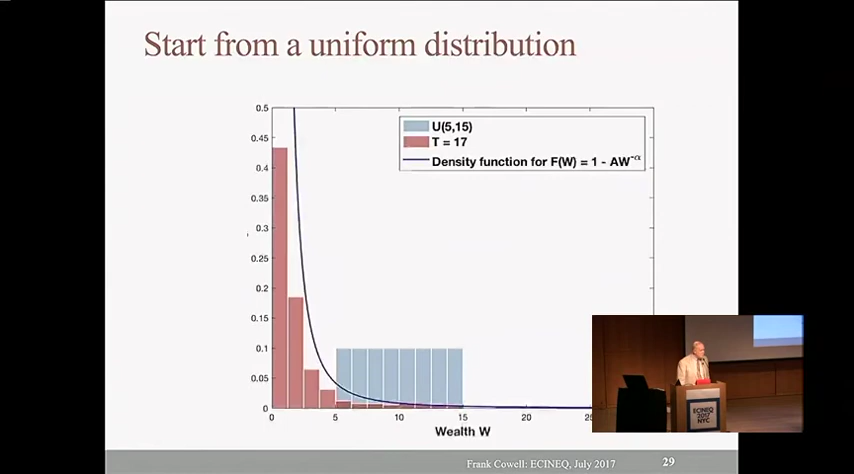 Start from a uniform distribution
0.5
0.45
0.4
0.35
0.3
0.25
0.2
0.15
0.1
0.05
0
U(5,15)
T = 17
Density function for F(W) = 1 - AW^-α
0 5 10 15 20 25
Wealth W
ECINEQ
2017
NYC
Frank Cowell: ECINEQ, July 2017 29